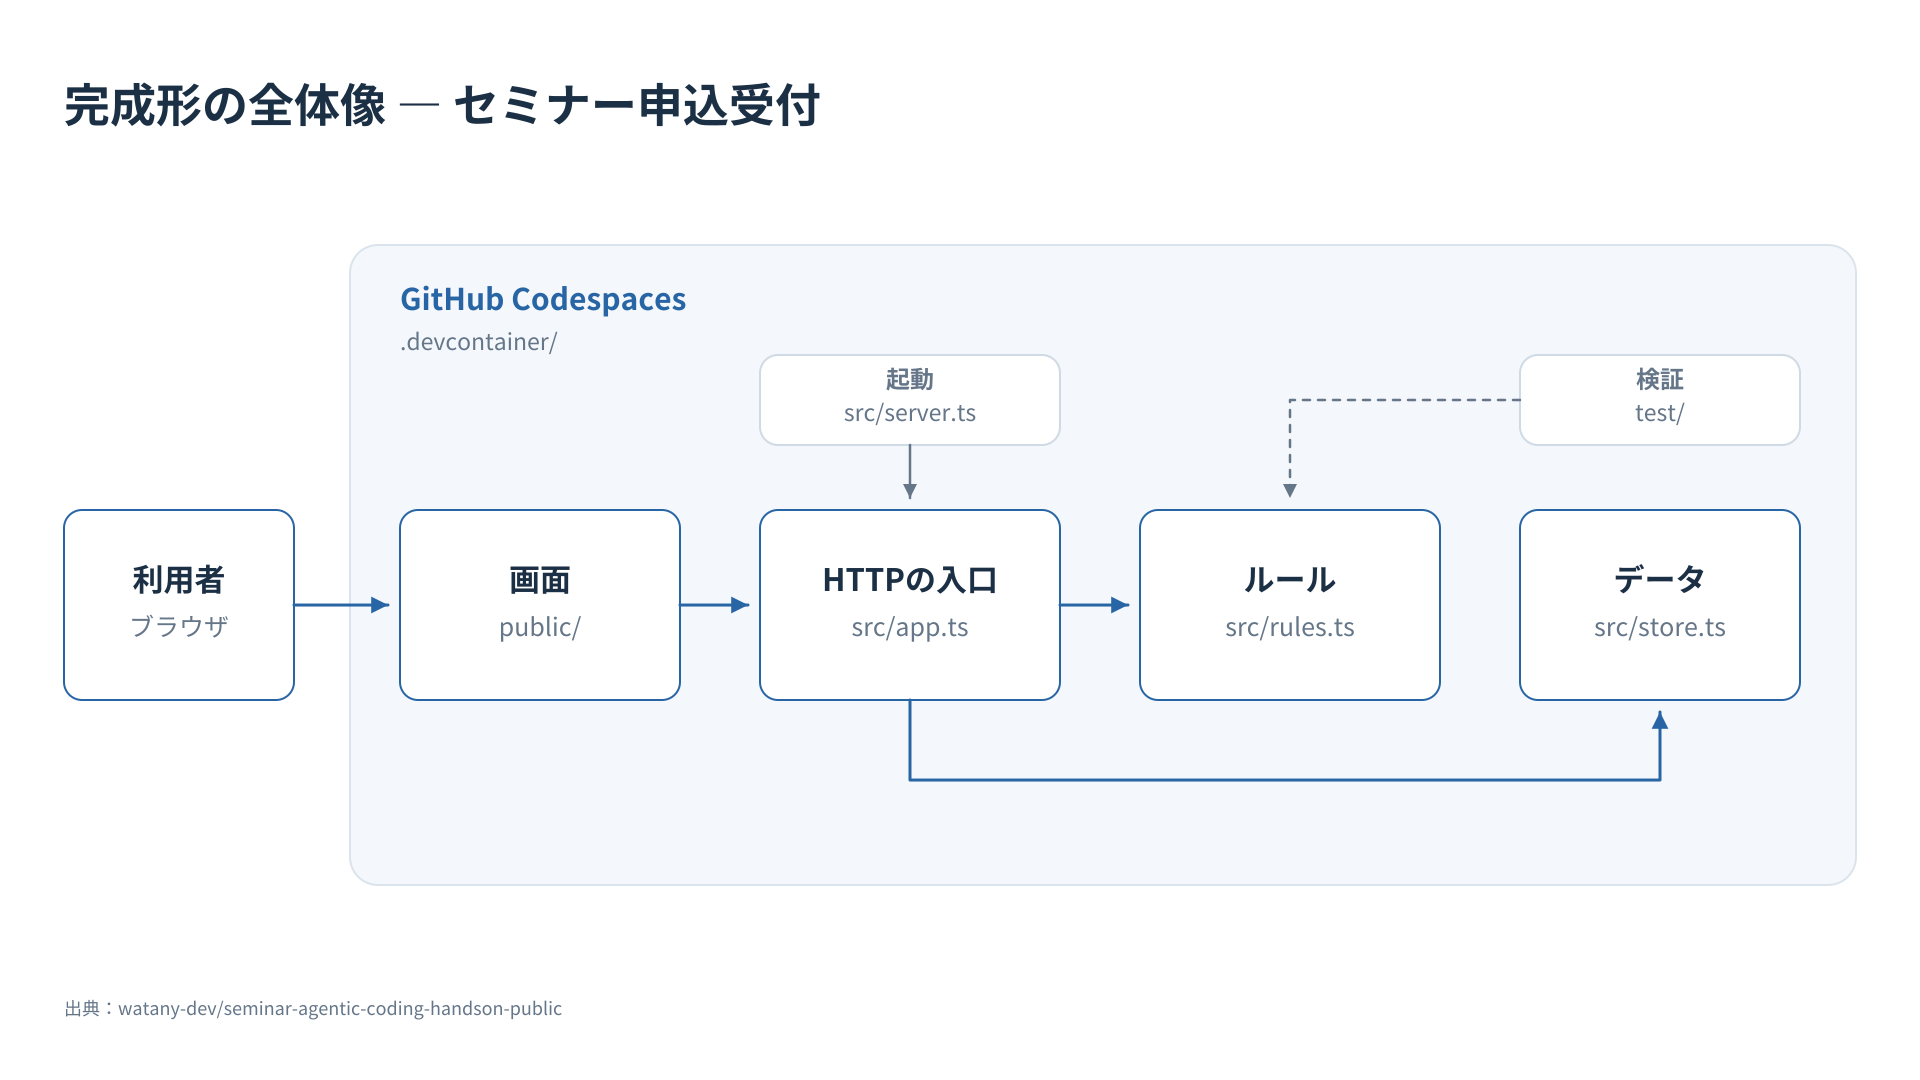 完成形の全体像 — セミナー申込受付
GitHub Codespaces
.devcontainer/
起動
src/server.ts
検証
test/
利用者
ブラウザ
画面
public/
HTTPの入口
src/app.ts
ルール
src/rules.ts
データ
src/store.ts
出典：watany-dev/seminar-agentic-coding-handson-public